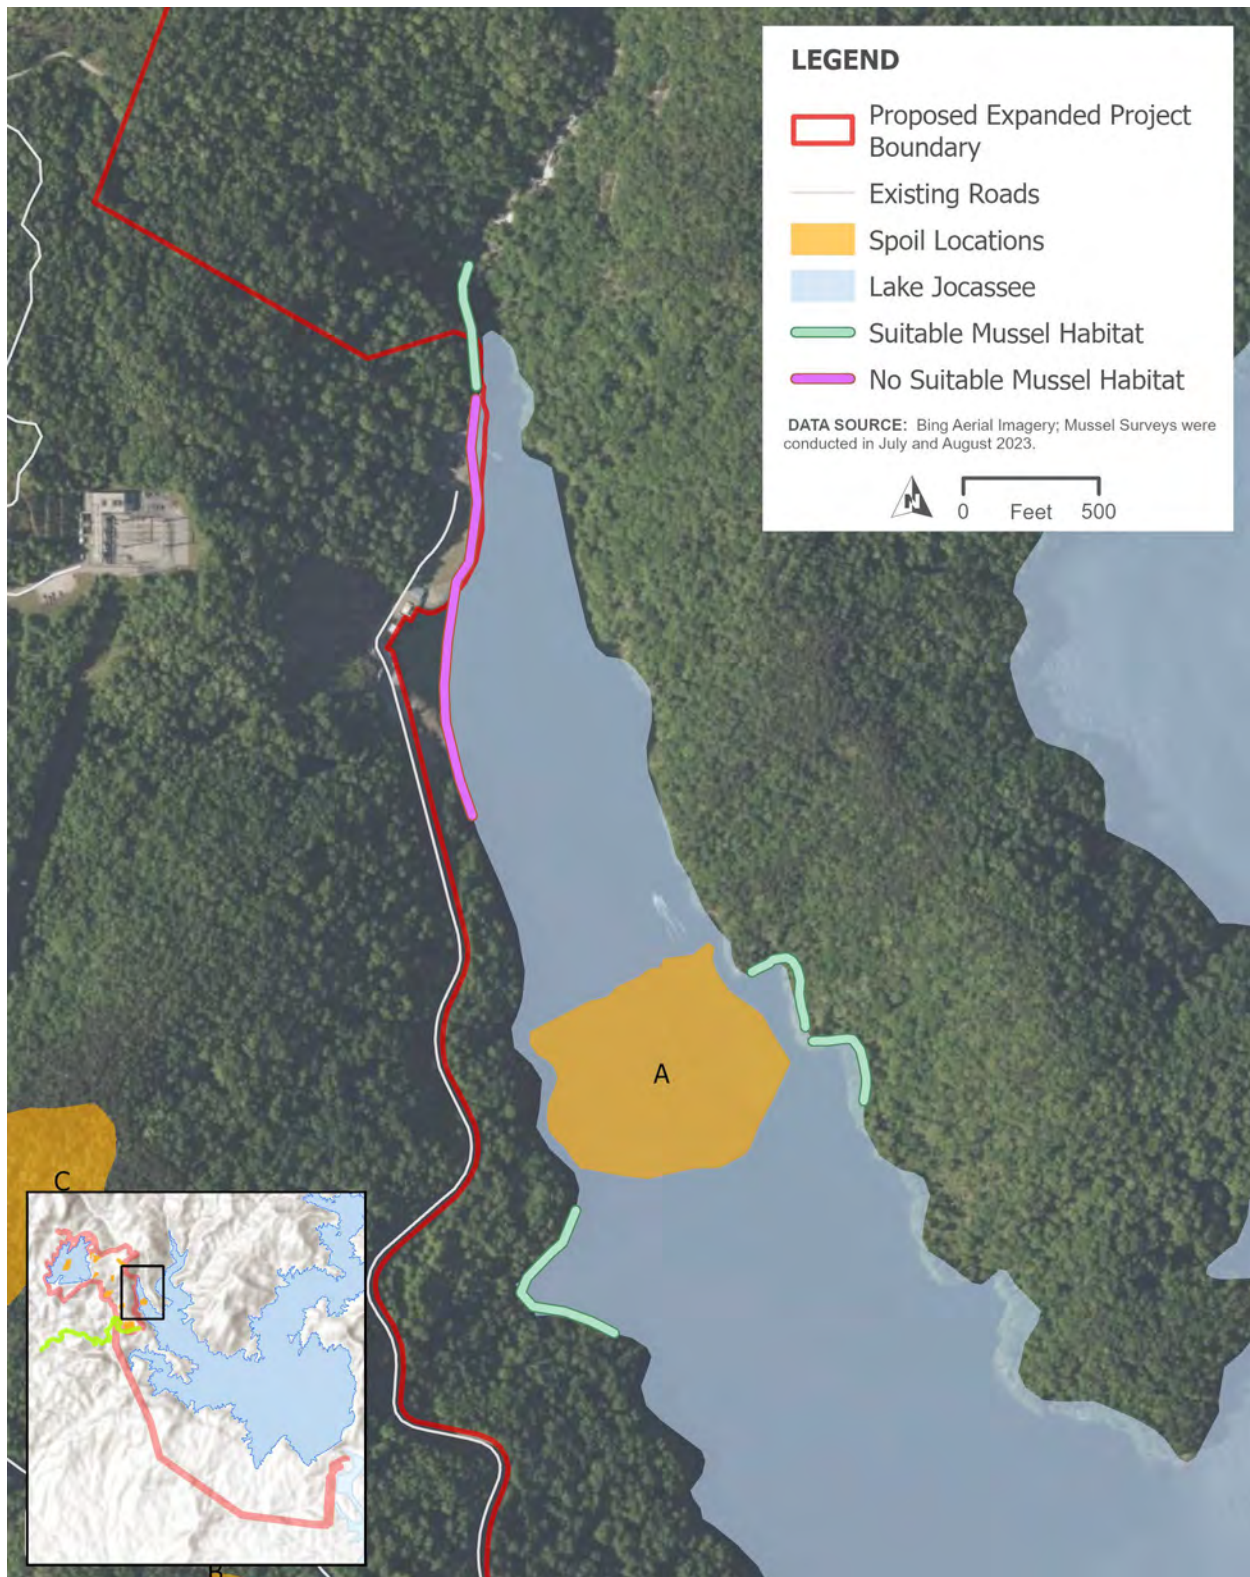 LEGEND
Proposed Expanded Project
Boundary
Existing Roads
Spoil Locations
Lake Jocassee
Suitable Mussel Habitat
No Suitable Mussel Habitat
DATA SOURCE: Bing Aerial Imagery; Mussel Surveys were
conducted in July and August 2023.
N
0 Feet 500
A
C
B